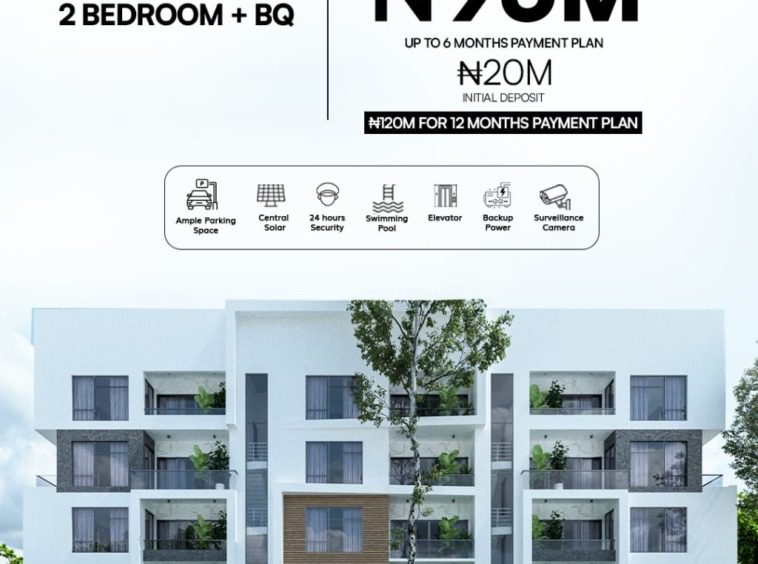 2 BEDROOM + BQ
UP TO 6 MONTHS PAYMENT PLAN
₦20M
INITIAL DEPOSIT
₦120M FOR 12 MONTHS PAYMENT PLAN
P
Ample Parking
Space
Central
Solar
24 hours
Security
Swimming
Pool
Elevator
Backup
Power
Surveillance
Camera